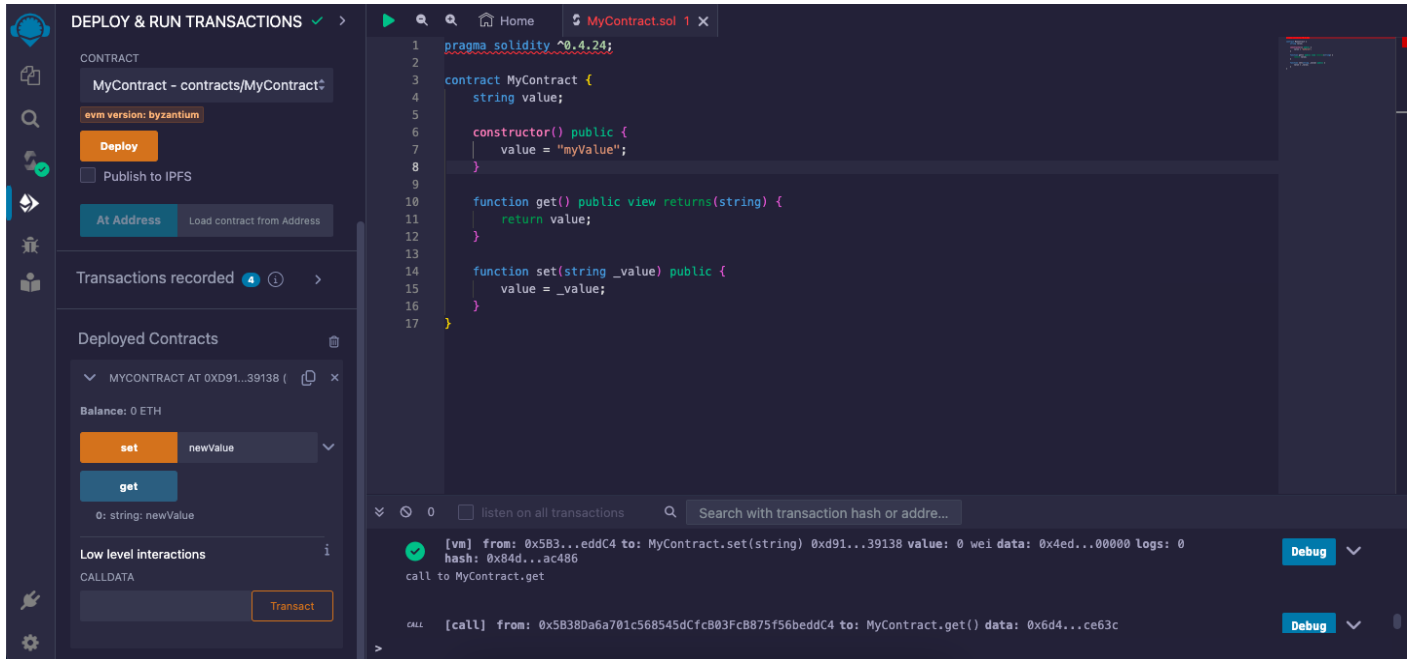 DEPLOY & RUN TRANSACTIONS
CONTRACT
MyContract - contracts/MyContract
evm version: byzantium
Deploy
Publish to IPFS
At Address Load contract from Address
Transactions recorded 4 i
Deployed Contracts
MYCONTRACT AT 0XD91...39138 (
Balance: 0 ETH
set newValue
get
0: string: newValue
Low level interactions i
CALLDATA
Transact
Home MyContract.sol 1
1 pragma solidity ^0.4.24;
2
3 contract MyContract {
4 string value;
5
6 constructor() public {
7 value = "myValue";
8 }
9
10 function get() public view returns(string) {
11 return value;
12 }
13
14 function set(string _value) public {
15 value = _value;
16 }
17 }
0 listen on all transactions Search with transaction hash or addre...
[vm] from: 0x5B3...eddC4 to: MyContract.set(string) 0xd91...39138 value: 0 wei data: 0x4ed...00000 logs: 0
hash: 0x84d...ac486
Debug
call to MyContract.get
CALL [call] from: 0x5B38Da6a701c568545dCfcB03FcB875f56beddC4 to: MyContract.get() data: 0x6d4...ce63c
Debug
>